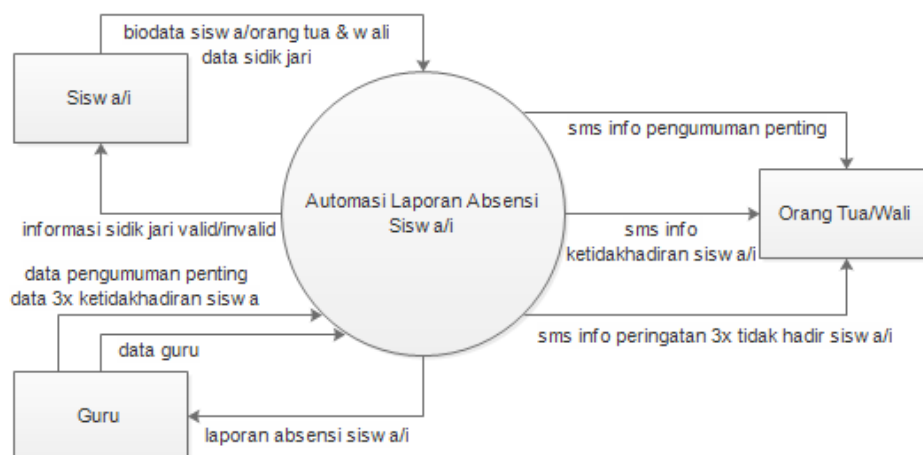 biodata siswa/orang tua & wali
data sidik jari
Siswa/i
sms info pengumuman penting
Automasi Laporan Absensi
Siswa/i
Orang Tua/Wali
informasi sidik jari valid/invalid
sms info
ketidakhadiran siswa/i
data pengumuman penting
data 3x ketidakhadiran siswa
sms info peringatan 3x tidak hadir siswa/i
data guru
Guru
laporan absensi siswa/i